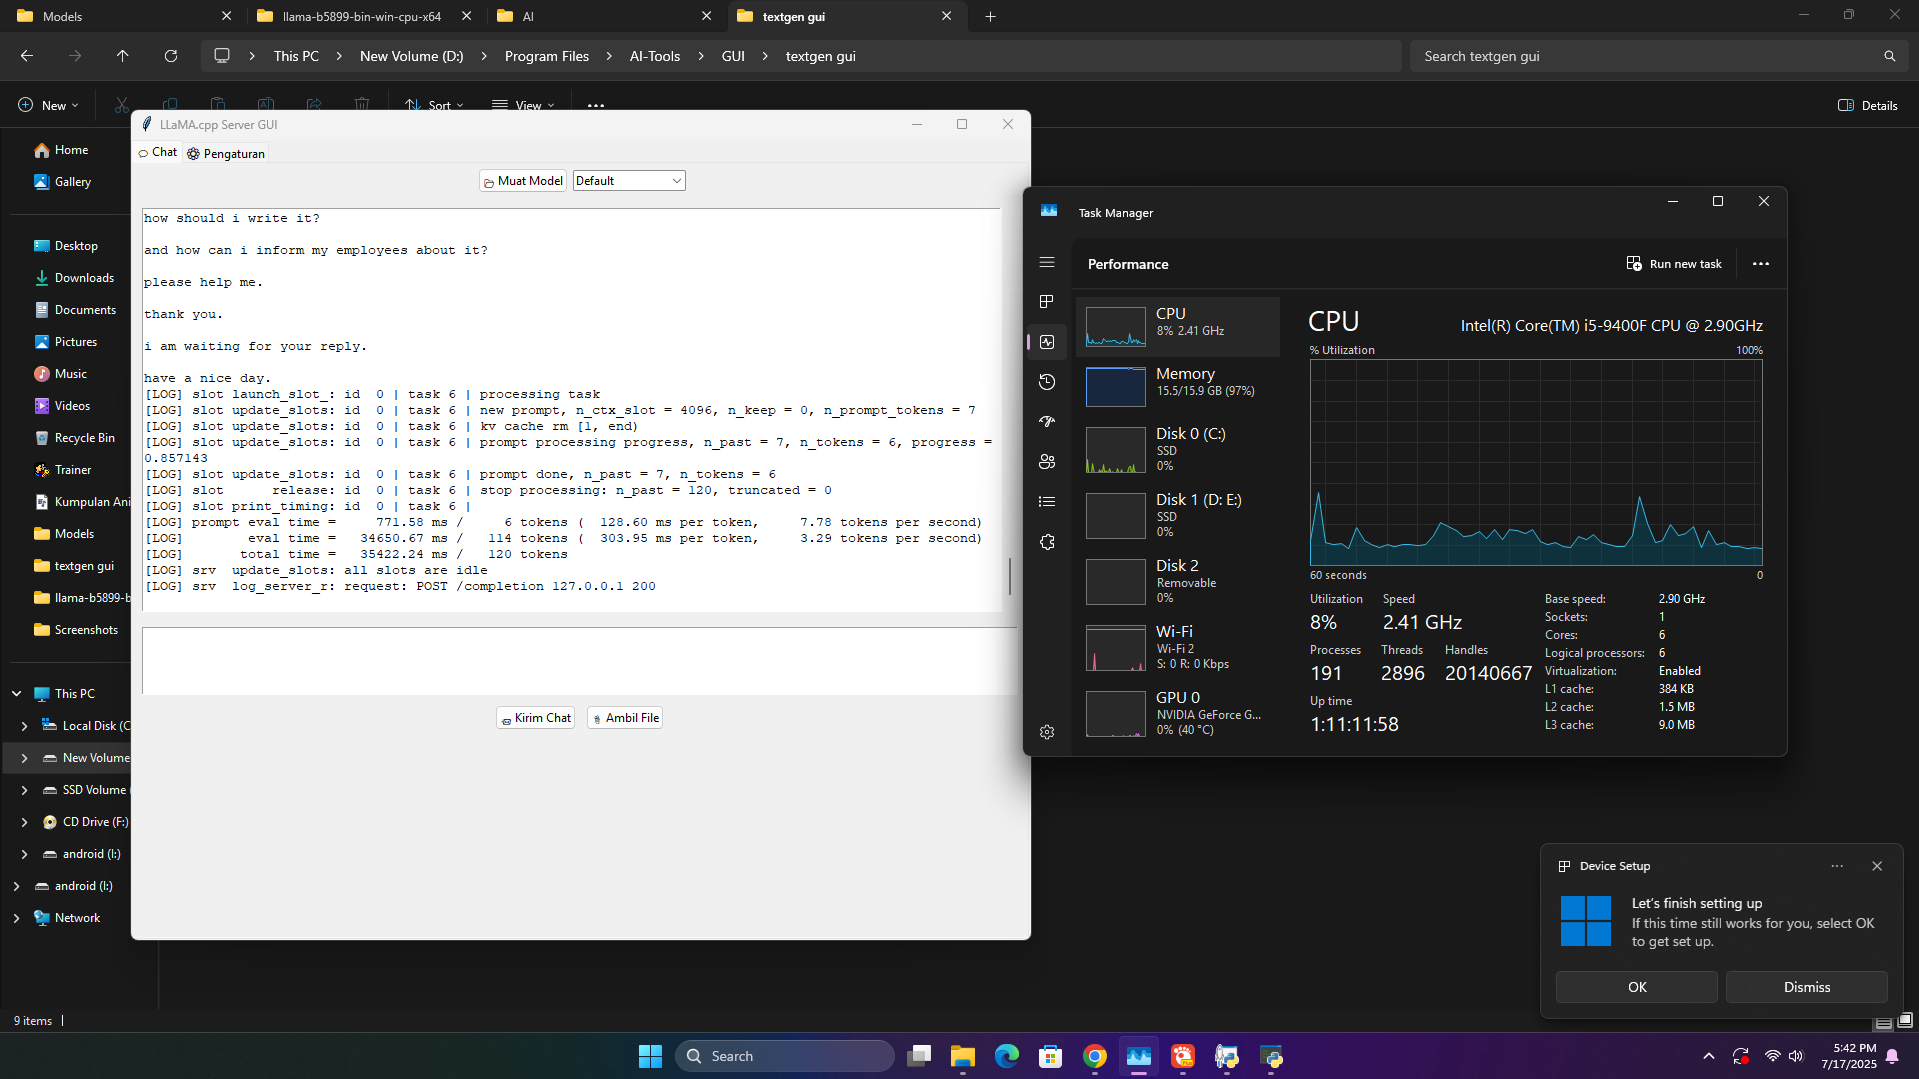 Models
llama-b5899-bin-win-cpu-x64
AI
textgen gui
This PC
New Volume (D:)
Program Files
AI-Tools
GUI
textgen gui
Search textgen gui
New
Sort
View
Details
Home
Gallery
Desktop
Downloads
Documents
Pictures
Music
Videos
Recycle Bin
Trainer
Kumpulan Ani
Models
textgen gui
llama-b5899-b
Screenshots
This PC
Local Disk (C
New Volume
SSD Volume (
CD Drive (F:)
android (I:)
android (I:)
Network
9 items
LLaMA.cpp Server GUI
Chat
Pengaturan
Muat Model
Default
how should i write it?
and how can i inform my employees about it?
please help me.
thank you.
i am waiting for your reply.
have a nice day.
[LOG] slot launch_slot_: id  0 | task 6 | processing task
[LOG] slot update_slots: id  0 | task 6 | new prompt, n_ctx_slot = 4096, n_keep = 0, n_prompt_tokens = 7
[LOG] slot update_slots: id  0 | task 6 | kv cache rm [1, end)
[LOG] slot update_slots: id  0 | task 6 | prompt processing progress, n_past = 7, n_tokens = 6, progress =
0.857143
[LOG] slot update_slots: id  0 | task 6 | prompt done, n_past = 7, n_tokens = 6
[LOG] slot      release: id  0 | task 6 | stop processing: n_past = 120, truncated = 0
[LOG] slot print_timing: id  0 | task 6 |
[LOG] prompt eval time =     771.58 ms /     6 tokens (  128.60 ms per token,     7.78 tokens per second)
[LOG]        eval time =   34650.67 ms /   114 tokens (  303.95 ms per token,     3.29 tokens per second)
[LOG]       total time =   35422.24 ms /   120 tokens
[LOG] srv  update_slots: all slots are idle
[LOG] srv  log_server_r: request: POST /completion 127.0.0.1 200
Kirim Chat
Ambil File
Task Manager
Performance
Run new task
CPU
8% 2.41 GHz
Memory
15.5/15.9 GB (97%)
Disk 0 (C:)
SSD
0%
Disk 1 (D: E:)
SSD
0%
Disk 2
Removable
0%
Wi-Fi
Wi-Fi 2
S: 0 R: 0 Kbps
GPU 0
NVIDIA GeForce G...
0% (40 °C)
CPU
Intel(R) Core(TM) i5-9400F CPU @ 2.90GHz
% Utilization
100%
60 seconds
0
Utilization
8%
Speed
2.41 GHz
Processes
191
Threads
2896
Handles
20140667
Up time
1:11:11:58
Base speed: 2.90 GHz
Sockets: 1
Cores: 6
Logical processors: 6
Virtualization: Enabled
L1 cache: 384 KB
L2 cache: 1.5 MB
L3 cache: 9.0 MB
Device Setup
Let's finish setting up
If this time still works for you, select OK
to get set up.
OK
Dismiss
Search
5:42 PM
7/17/2025